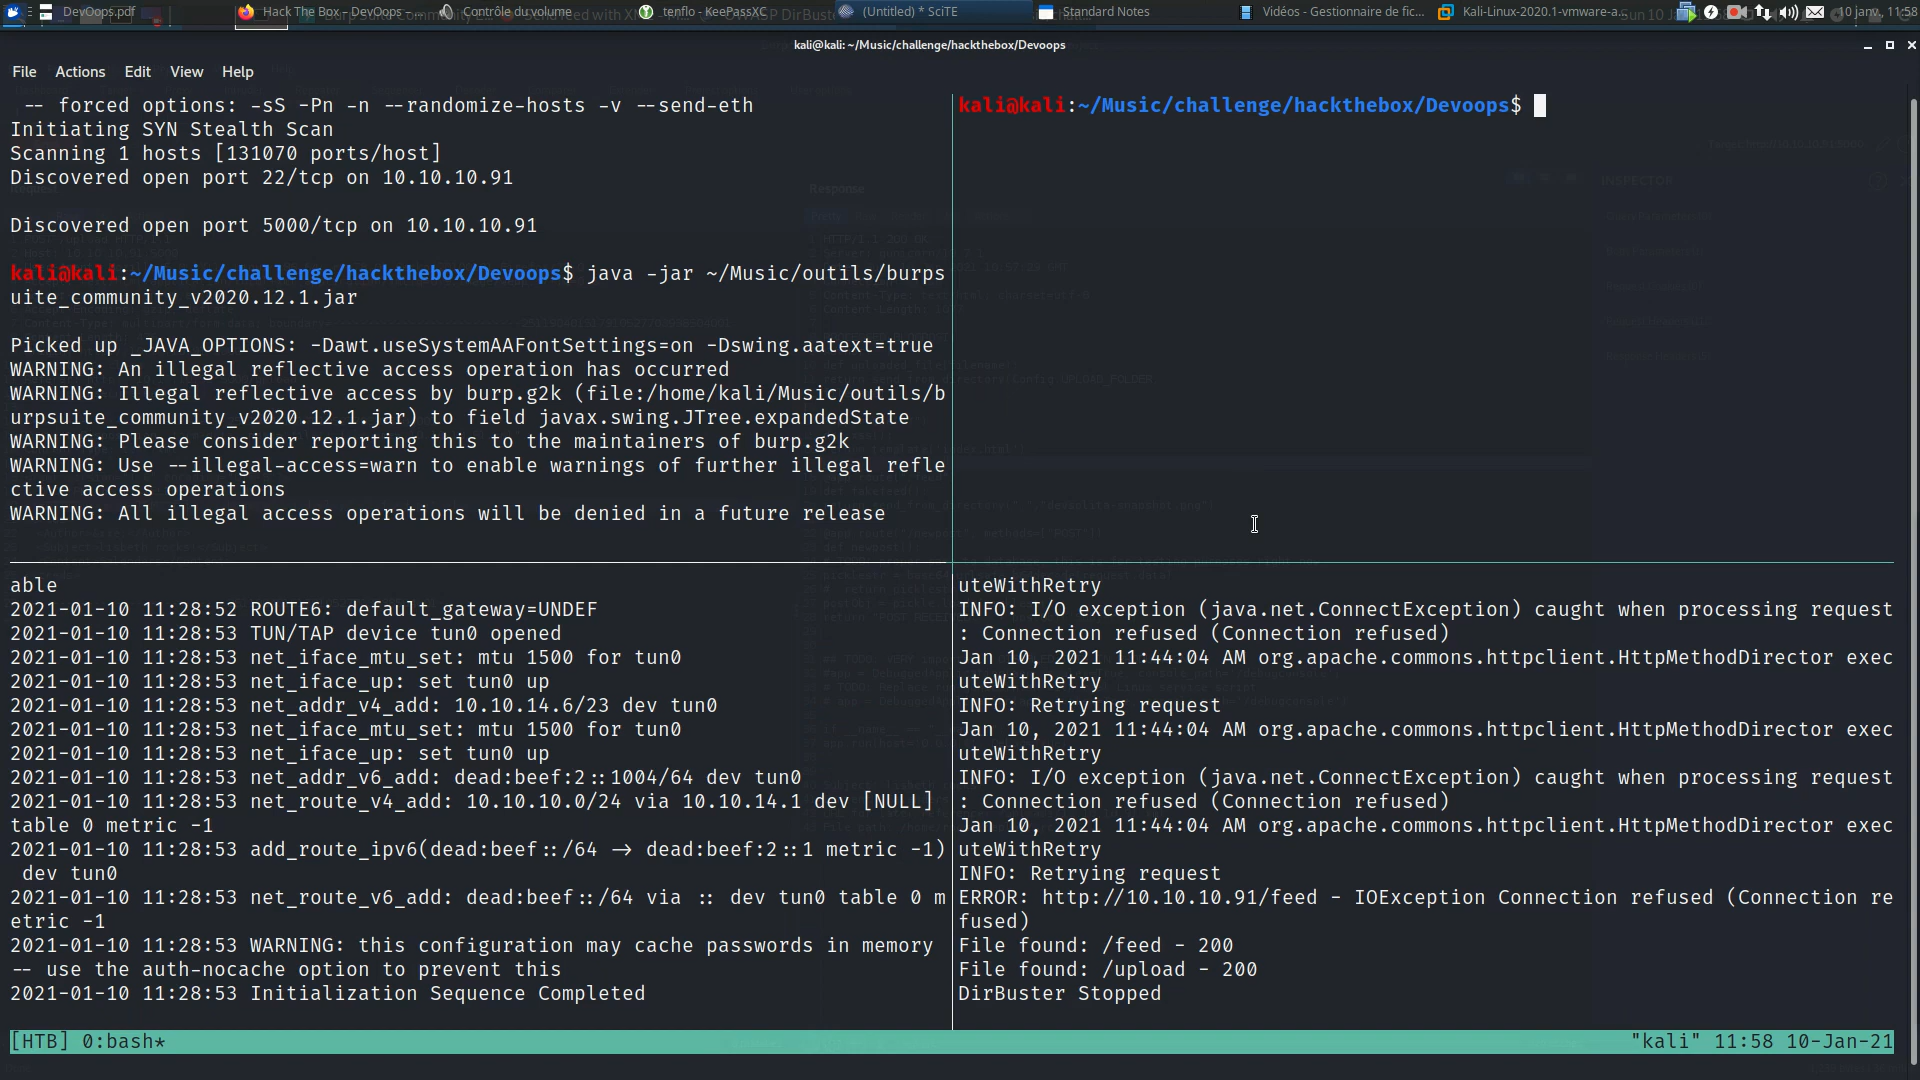 DevOops.pdf
Hack The Box - DevOops -
Contrôle du volume
tenflo - KeePassXC
(Untitled) * SciTE
Standard Notes
Vidéos - Gestionnaire de fic...
Kali-Linux-2020.1-vmware-a...
10 janv., 11:58
kali@kali: ~/Music/challenge/hackthebox/Devoops
File Actions Edit View Help
-- forced options: -sS -Pn -n --randomize-hosts -v --send-eth
Initiating SYN Stealth Scan
Scanning 1 hosts [131070 ports/host]
Discovered open port 22/tcp on 10.10.10.91
Discovered open port 5000/tcp on 10.10.10.91
kali@kali:~/Music/challenge/hackthebox/Devoops$ java -jar ~/Music/outils/burps
uite_community_v2020.12.1.jar
Picked up _JAVA_OPTIONS: -Dawt.useSystemAAFontSettings=on -Dswing.aatext=true
WARNING: An illegal reflective access operation has occurred
WARNING: Illegal reflective access by burp.g2k (file:/home/kali/Music/outils/b
urpsuite_community_v2020.12.1.jar) to field javax.swing.JTree.expandedState
WARNING: Please consider reporting this to the maintainers of burp.g2k
WARNING: Use --illegal-access=warn to enable warnings of further illegal refle
ctive access operations
WARNING: All illegal access operations will be denied in a future release
kali@kali:~/Music/challenge/hackthebox/Devoops$
able
2021-01-10 11:28:52 ROUTE6: default_gateway=UNDEF
2021-01-10 11:28:53 TUN/TAP device tun0 opened
2021-01-10 11:28:53 net_iface_mtu_set: mtu 1500 for tun0
2021-01-10 11:28:53 net_iface_up: set tun0 up
2021-01-10 11:28:53 net_addr_v4_add: 10.10.14.6/23 dev tun0
2021-01-10 11:28:53 net_iface_mtu_set: mtu 1500 for tun0
2021-01-10 11:28:53 net_iface_up: set tun0 up
2021-01-10 11:28:53 net_addr_v6_add: dead:beef:2::1004/64 dev tun0
2021-01-10 11:28:53 net_route_v4_add: 10.10.10.0/24 via 10.10.14.1 dev [NULL]
table 0 metric -1
2021-01-10 11:28:53 add_route_ipv6(dead:beef::/64 -> dead:beef:2::1 metric -1)
dev tun0
2021-01-10 11:28:53 net_route_v6_add: dead:beef::/64 via :: dev tun0 table 0 m
etric -1
2021-01-10 11:28:53 WARNING: this configuration may cache passwords in memory
-- use the auth-nocache option to prevent this
2021-01-10 11:28:53 Initialization Sequence Completed
uteWithRetry
INFO: I/O exception (java.net.ConnectException) caught when processing request
: Connection refused (Connection refused)
Jan 10, 2021 11:44:04 AM org.apache.commons.httpclient.HttpMethodDirector exec
uteWithRetry
INFO: Retrying request
Jan 10, 2021 11:44:04 AM org.apache.commons.httpclient.HttpMethodDirector exec
uteWithRetry
INFO: I/O exception (java.net.ConnectException) caught when processing request
: Connection refused (Connection refused)
Jan 10, 2021 11:44:04 AM org.apache.commons.httpclient.HttpMethodDirector exec
uteWithRetry
INFO: Retrying request
ERROR: http://10.10.10.91/feed - IOException Connection refused (Connection re
fused)
File found: /feed - 200
File found: /upload - 200
DirBuster Stopped
[HTB] 0:bash*
"kali" 11:58 10-Jan-21